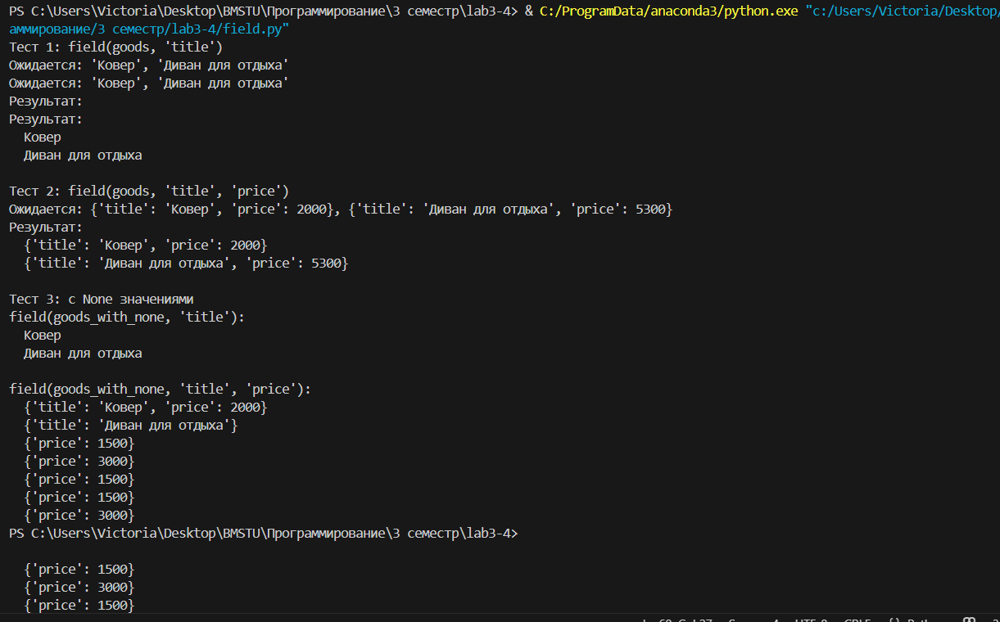 PS C:\Users\Victoria\Desktop\BMSTU\Программирование\3 семестр\lab3-4> & C:/ProgramData/anaconda3/python.exe "c:/Users/Victoria/Desktop/
аммирование/3 семестр/lab3-4/field.py"
Тест 1: field(goods, 'title')
Ожидается: 'Ковер', 'Диван для отдыха'
Ожидается: 'Ковер', 'Диван для отдыха'
Результат:
Результат:
  Ковер
  Диван для отдыха

Тест 2: field(goods, 'title', 'price')
Ожидается: {'title': 'Ковер', 'price': 2000}, {'title': 'Диван для отдыха', 'price': 5300}
Результат:
  {'title': 'Ковер', 'price': 2000}
  {'title': 'Диван для отдыха', 'price': 5300}

Тест 3: с None значениями
field(goods_with_none, 'title'):
  Ковер
  Диван для отдыха

field(goods_with_none, 'title', 'price'):
  {'title': 'Ковер', 'price': 2000}
  {'title': 'Диван для отдыха'}
  {'price': 1500}
  {'price': 3000}
  {'price': 1500}
  {'price': 1500}
  {'price': 3000}
PS C:\Users\Victoria\Desktop\BMSTU\Программирование\3 семестр\lab3-4>

  {'price': 1500}
  {'price': 3000}
  {'price': 1500}